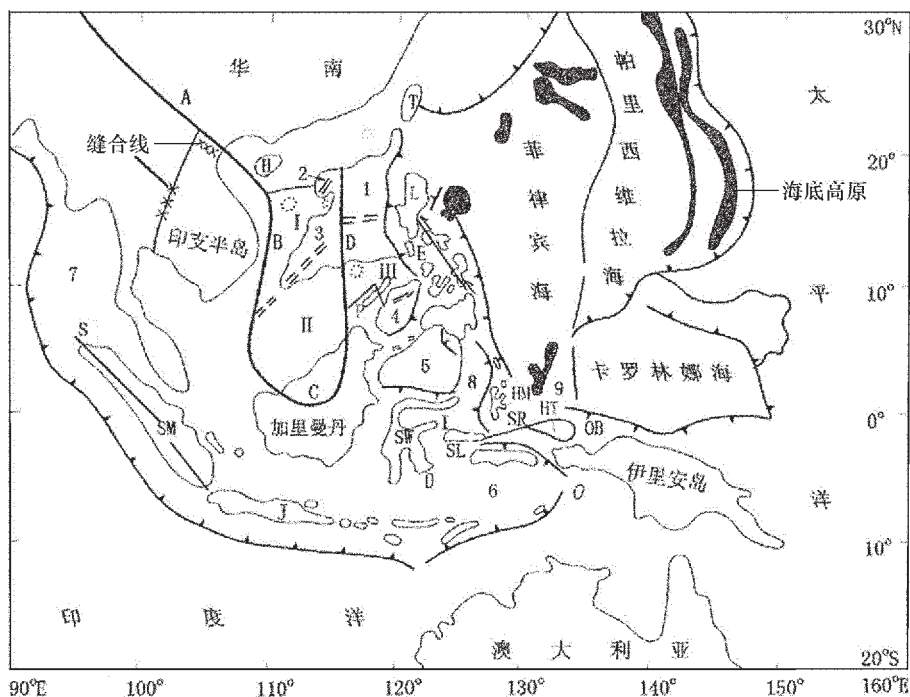 30°N
20°
10°
0°
10°
20°S
90°E
100°
110°
120°
130°
140°
150°
160°E
华南
A
缝合线
印支半岛
H
T
2
1
I
B
3
D
L
E
III
II
4
C
5
7
S
SM
加里曼丹
SW
D
SL
8
HM
9
HT
SR
OB
6
O
J
菲律宾海
帕里西维拉海
太平洋
海底高原
卡罗林娜海
伊里安岛
印度洋
澳大利亚